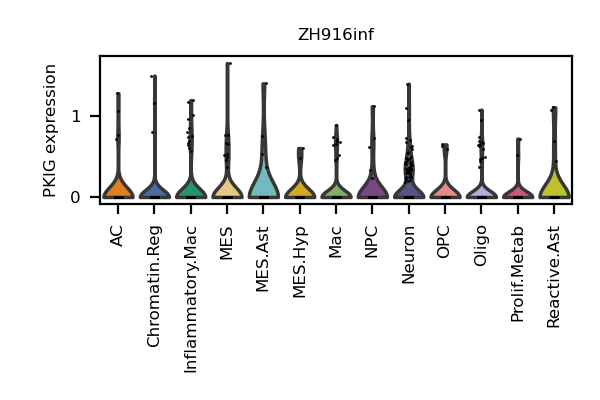 ZH916inf
PKIG expression
1
0
AC
Chromatin.Reg
Inflammatory.Mac
MES
MES.Ast
MES.Hyp
Mac
NPC
Neuron
OPC
Oligo
Prolif.Metab
Reactive.Ast